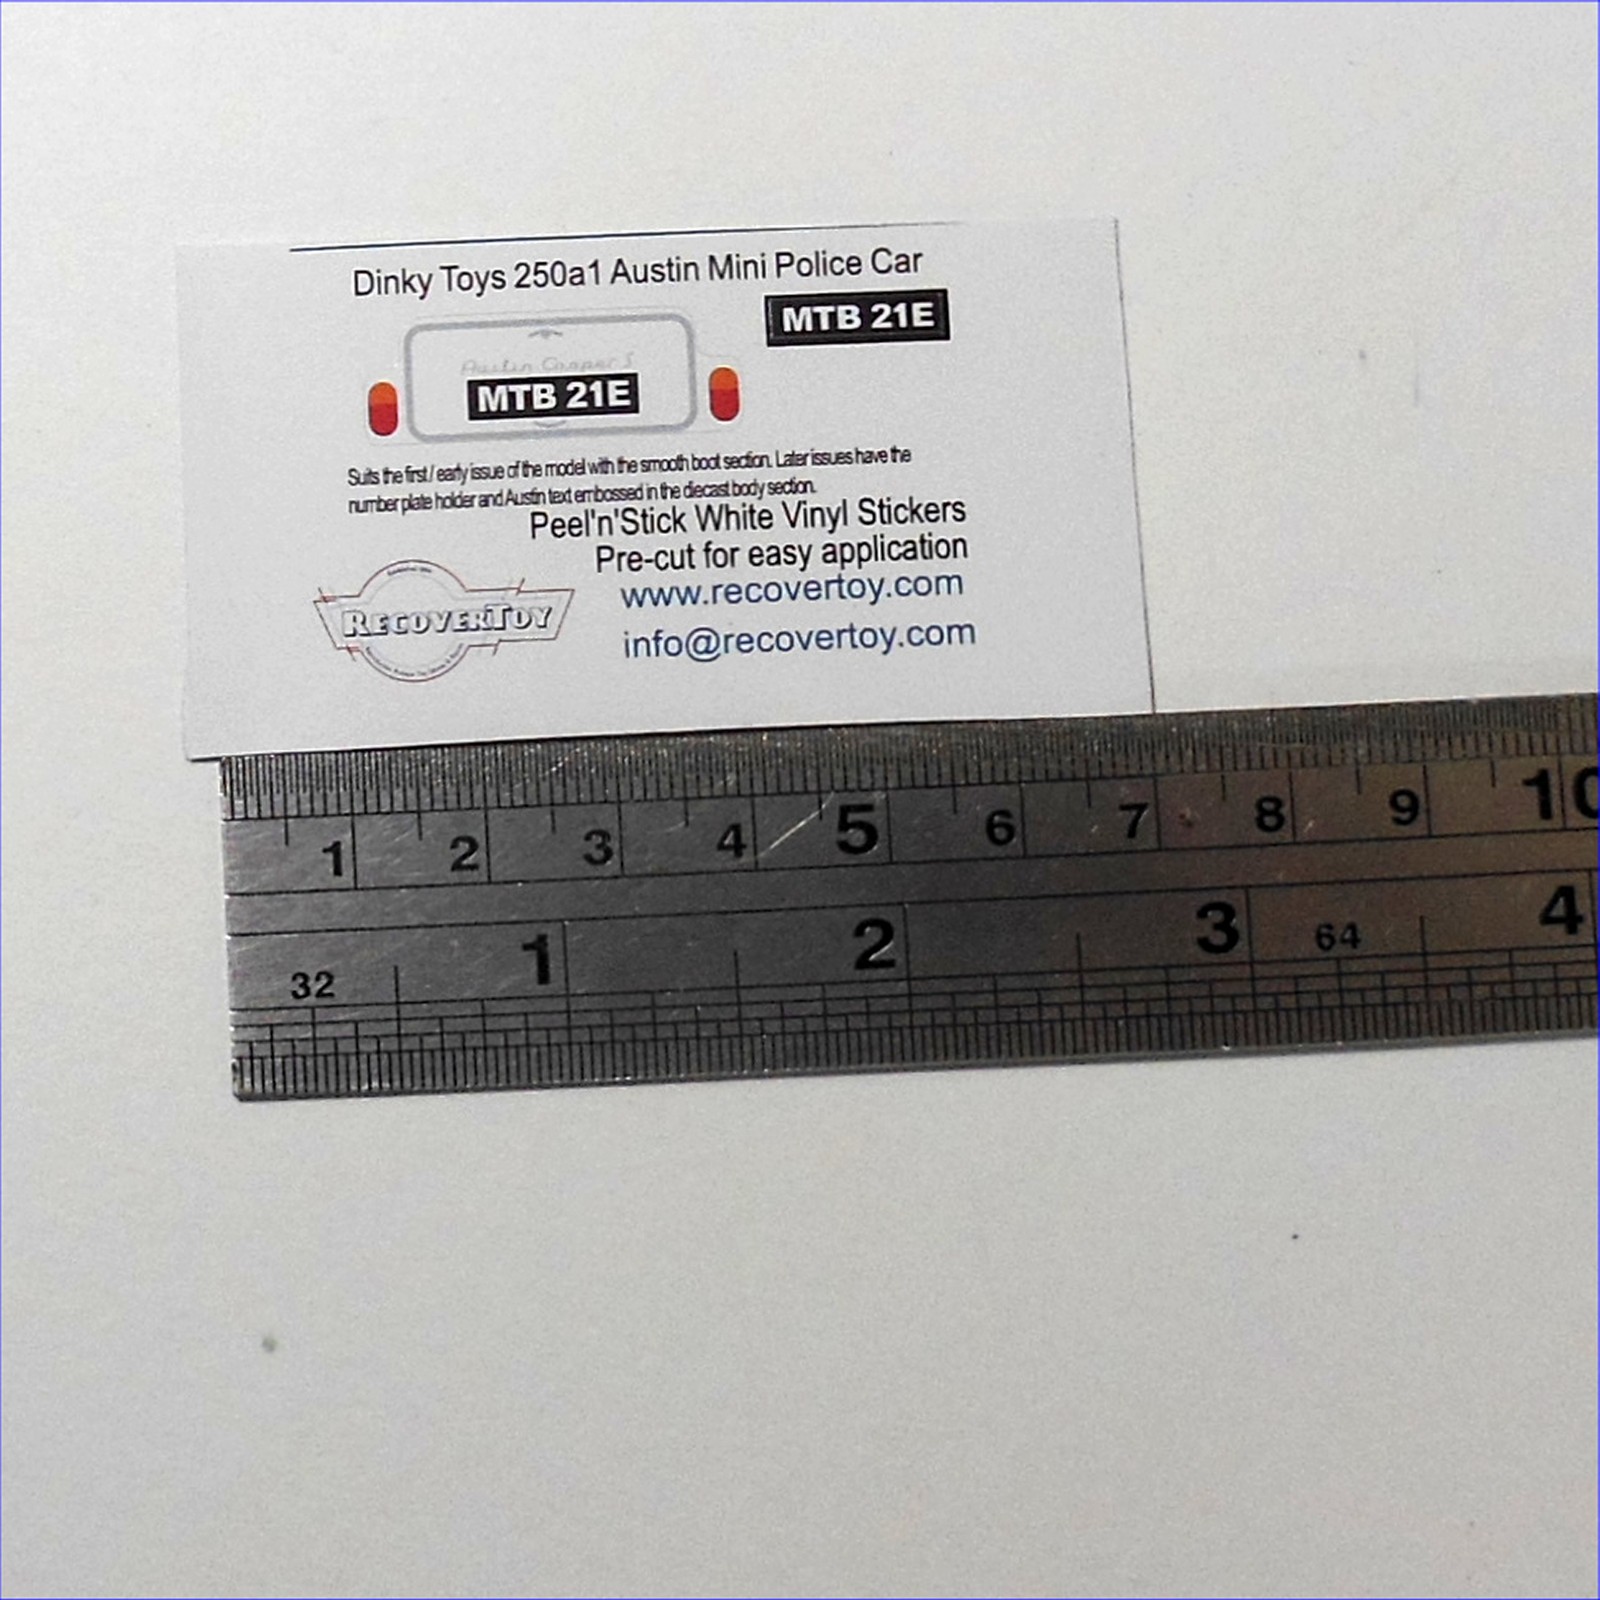 Dinky Toys 250a1 Austin Mini Police Car
MTB 21E
Austin Cooper S
MTB 21E
Suits the first / early issue of the model with the smooth boot section. Later issues have the
number plate holder and Austin text embossed in the diecast body section.
Peel'n'Stick White Vinyl Stickers
Pre-cut for easy application
www.recovertoy.com
RECOVERTOY
info@recovertoy.com
1 2 3 4 5 6 7 8 9 10
1 2 3 64 4
32